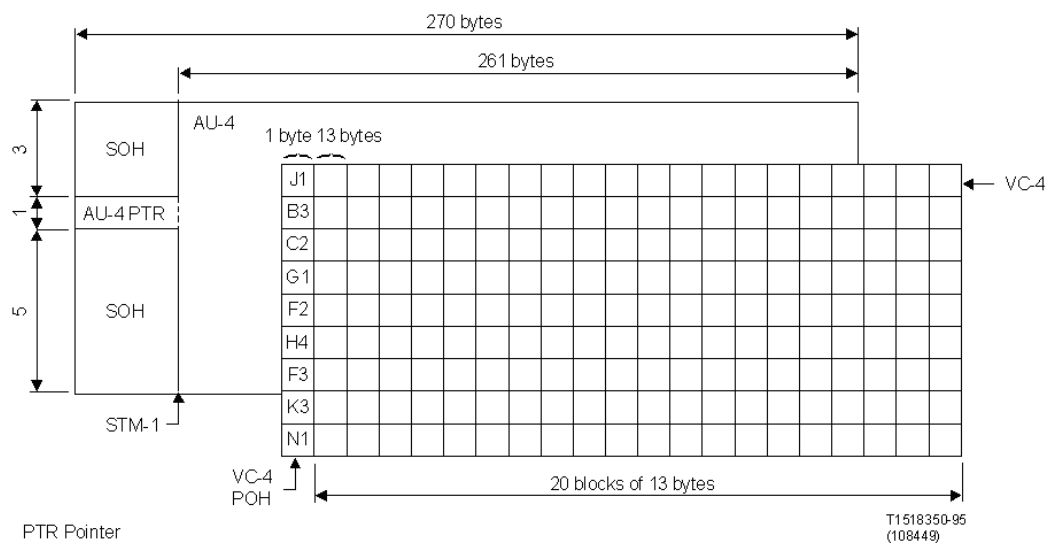 270 bytes
261 bytes
AU-4
1 byte 13 bytes
3
SOH
J1
VC-4
1
AU-4 PTR
B3
C2
G1
5
SOH
F2
H4
F3
K3
STM-1
N1
VC-4
POH
20 blocks of 13 bytes
PTR Pointer
T1518350-95
(108449)